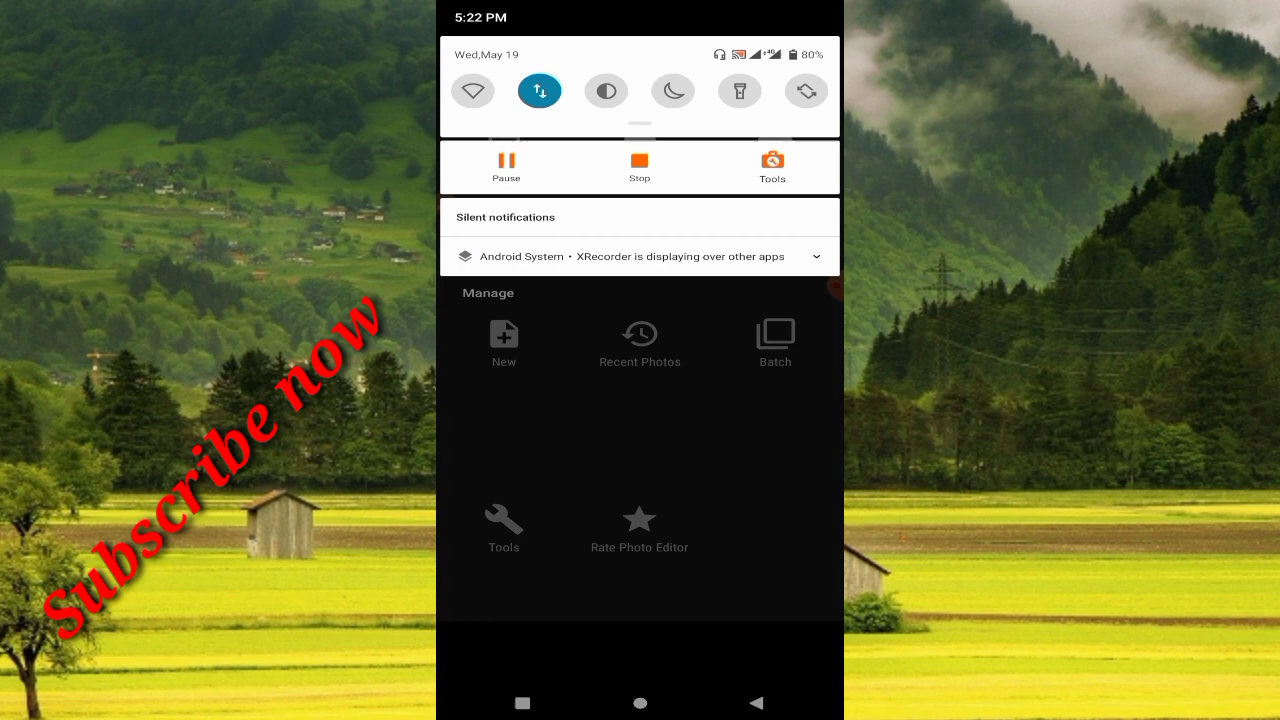 5:22 PM
Wed,May 19
4G
80%
Pause
Stop
Tools
Silent notifications
Android System • XRecorder is displaying over other apps
Manage
New
Recent Photos
Batch
Tools
Rate Photo Editor
Subscribe now